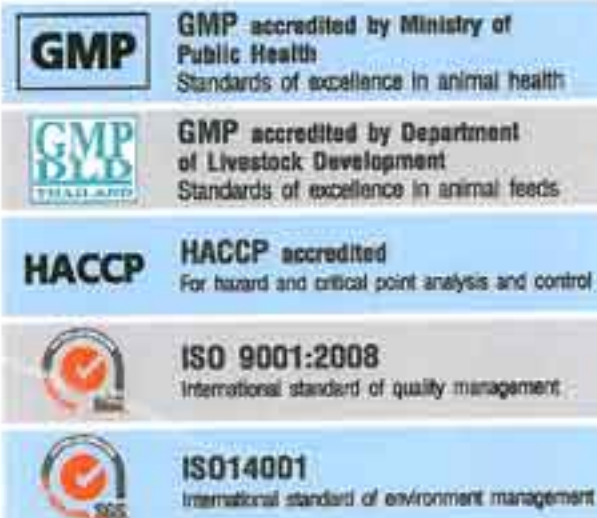 GMP
GMP accredited by Ministry of
Public Health
Standards of excellence in animal health
GMP
DLD
THAILAND
GMP accredited by Department
of Livestock Development
Standards of excellence in animal feeds
HACCP
HACCP accredited
For hazard and critical point analysis and control
ISO 9001:2008
International standard of quality management
SGS
ISO14001
International standard of environment management